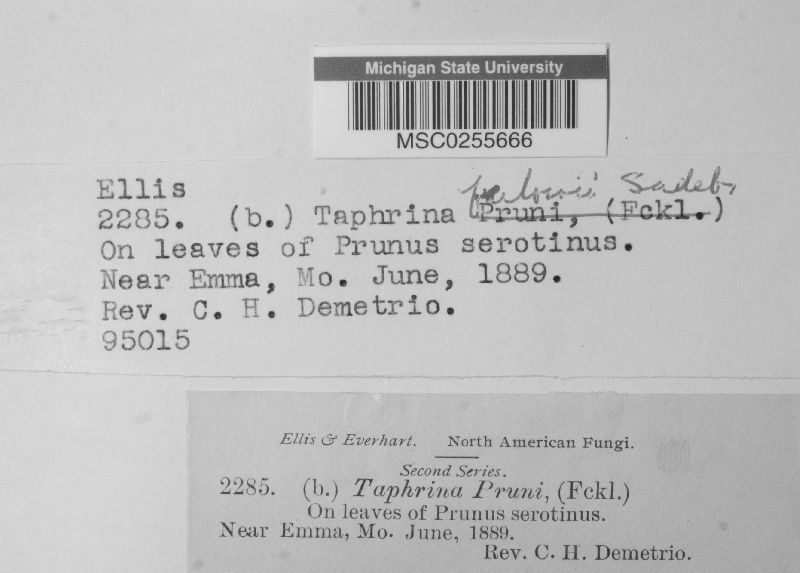 Michigan State University
MSC0255666
Sadeb.
Ellis
2285. (b.) Taphrina Pruni, (Fckl.)
On leaves of Prunus serotinus.
Near Emma, Mo. June, 1889.
Rev. C. H. Demetrio.
95015
Ellis & Everhart. North American Fungi.
Second Series.
2285. (b.) Taphrina Pruni, (Fckl.)
On leaves of Prunus serotinus.
Near Emma, Mo. June, 1889.
Rev. C. H. Demetrio.